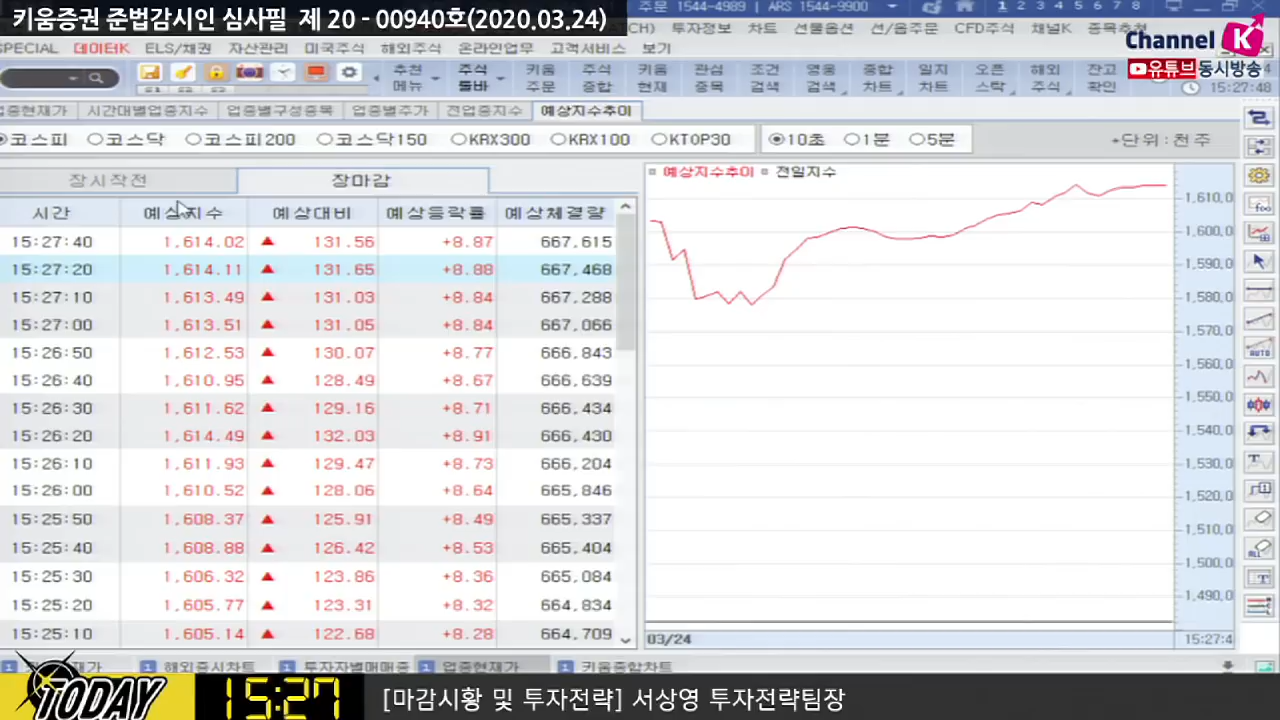 키움증권 준법감시인 심사필 제 20 - 00940호(2020.03.24)
주문 1544-4989 | ARS 1544-9900
1 2 3 4 5 6 7 8
SPECIAL 데이터K ELS/채권 자산관리 미국주식 해외주식 온라인업무 고객서비스 보기
CH) 투자정보 차트 선물옵션 선/옵주문 CFD주식 채널K 종목추천
Channel K
유튜브 동시방송
추천 메뉴
주식 툴바
키움 주문
주식 종합
키움 현재
관심 종목
조건 검색
영웅 검색
종합 차트
일지 차트
오픈 스탁
해외 주식
잔고 확인
15:27:48
업종현재가 시간대별업종지수 업종별구성종목 업종별주가 전업종지수 예상지수추이
코스피 코스닥 코스피200 코스닥150 KRX300 KRX100 KTOP30 10초 1분 5분 +단위:천주
장시작전 장마감
시간 예상지수 예상대비 예상등락률 예상체결량
15:27:40 1,614.02 ▲ 131.56 +8.87 667,615
15:27:20 1,614.11 ▲ 131.65 +8.88 667,468
15:27:10 1,613.49 ▲ 131.03 +8.84 667,288
15:27:00 1,613.51 ▲ 131.05 +8.84 667,066
15:26:50 1,612.53 ▲ 130.07 +8.77 666,843
15:26:40 1,610.95 ▲ 128.49 +8.67 666,639
15:26:30 1,611.62 ▲ 129.16 +8.71 666,434
15:26:20 1,614.49 ▲ 132.03 +8.91 666,430
15:26:10 1,611.93 ▲ 129.47 +8.73 666,204
15:26:00 1,610.52 ▲ 128.06 +8.64 665,846
15:25:50 1,608.37 ▲ 125.91 +8.49 665,337
15:25:40 1,608.88 ▲ 126.42 +8.53 665,404
15:25:30 1,606.32 ▲ 123.86 +8.36 665,084
15:25:20 1,605.77 ▲ 123.31 +8.32 664,834
15:25:10 1,605.14 ▲ 122.68 +8.28 664,709
예상지수추이 전일지수
1,610.0
1,600.0
1,590.0
1,580.0
1,570.0
1,560.0
1,550.0
1,540.0
1,530.0
1,520.0
1,510.0
1,500.0
1,490.0
03/24 15:27:4
AUTO
ALL
1 해외증시차트 1 투자자별매매종 1 업종현재가 1 키움종합차트
TODAY 15:27 [마감시황 및 투자전략] 서상영 투자전략팀장